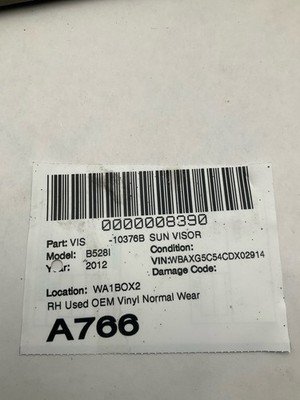 0000008390
Part: VIS -10376B SUN VISOR
Model: B528I Condition:
Year: 2012 VIN:WBAXG5C54CDX02914
Damage Code:
Location: WA1BOX2
RH Used OEM Vinyl Normal Wear
A766